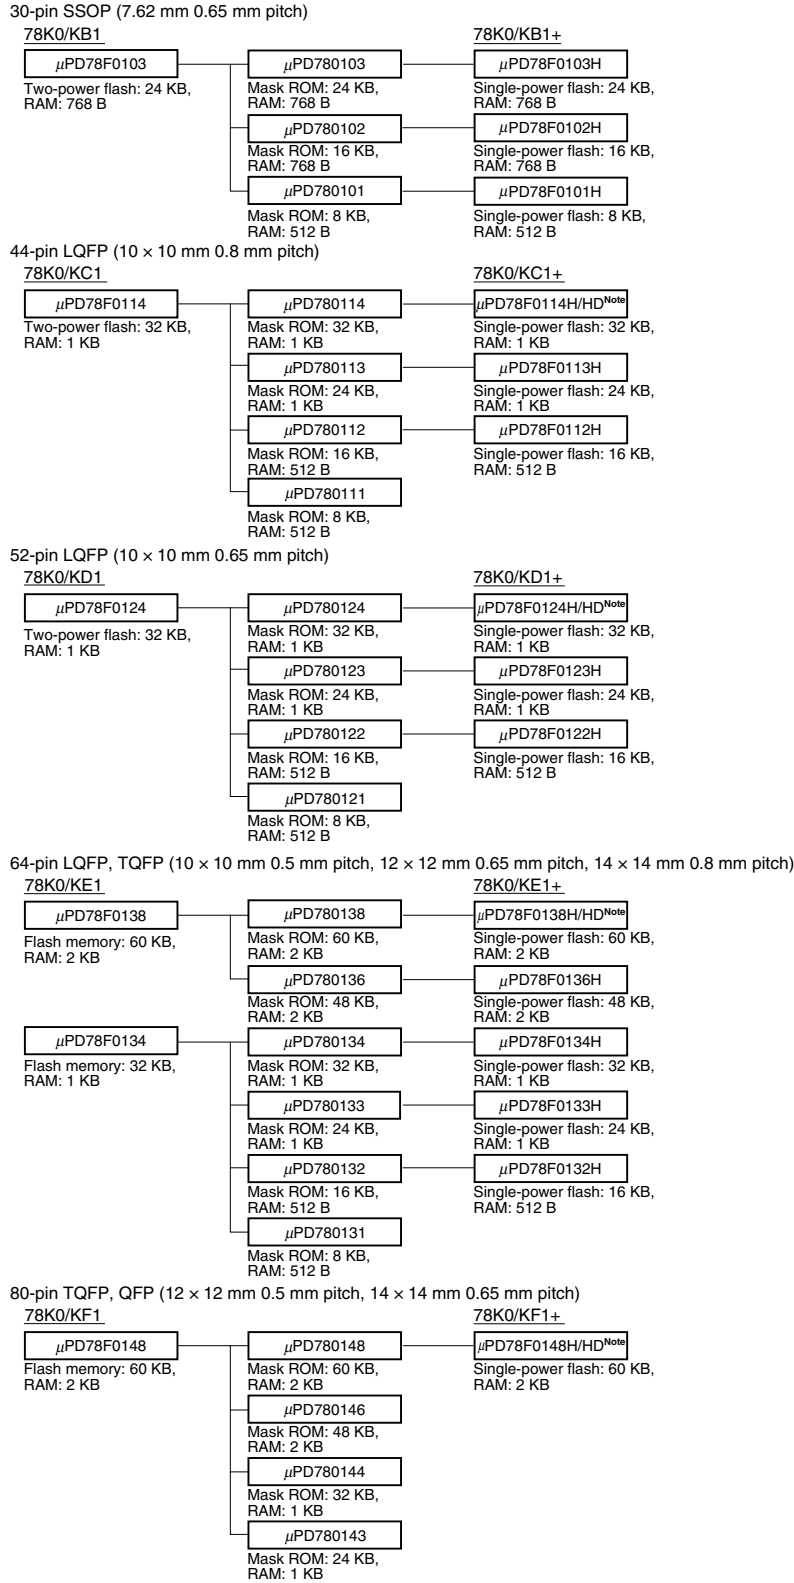 30-pin SSOP (7.62 mm 0.65 mm pitch)
78K0/KB1 78K0/KB1+
μPD78F0103 μPD780103 μPD78F0103H
Two-power flash: 24 KB, Mask ROM: 24 KB, Single-power flash: 24 KB,
RAM: 768 B RAM: 768 B RAM: 768 B
μPD780102 μPD78F0102H
Mask ROM: 16 KB, Single-power flash: 16 KB,
RAM: 768 B RAM: 768 B
μPD780101 μPD78F0101H
Mask ROM: 8 KB, Single-power flash: 8 KB,
RAM: 512 B RAM: 512 B
44-pin LQFP (10 × 10 mm 0.8 mm pitch)
78K0/KC1 78K0/KC1+
μPD78F0114 μPD780114 μPD78F0114H/HDNote
Two-power flash: 32 KB, Mask ROM: 32 KB, Single-power flash: 32 KB,
RAM: 1 KB RAM: 1 KB RAM: 1 KB
μPD780113 μPD78F0113H
Mask ROM: 24 KB, Single-power flash: 24 KB,
RAM: 1 KB RAM: 1 KB
μPD780112 μPD78F0112H
Mask ROM: 16 KB, Single-power flash: 16 KB,
RAM: 512 B RAM: 512 B
μPD780111
Mask ROM: 8 KB,
RAM: 512 B
52-pin LQFP (10 × 10 mm 0.65 mm pitch)
78K0/KD1 78K0/KD1+
μPD78F0124 μPD780124 μPD78F0124H/HDNote
Two-power flash: 32 KB, Mask ROM: 32 KB, Single-power flash: 32 KB,
RAM: 1 KB RAM: 1 KB RAM: 1 KB
μPD780123 μPD78F0123H
Mask ROM: 24 KB, Single-power flash: 24 KB,
RAM: 1 KB RAM: 1 KB
μPD780122 μPD78F0122H
Mask ROM: 16 KB, Single-power flash: 16 KB,
RAM: 512 B RAM: 512 B
μPD780121
Mask ROM: 8 KB,
RAM: 512 B
64-pin LQFP, TQFP (10 × 10 mm 0.5 mm pitch, 12 × 12 mm 0.65 mm pitch, 14 × 14 mm 0.8 mm pitch)
78K0/KE1 78K0/KE1+
μPD78F0138 μPD780138 μPD78F0138H/HDNote
Flash memory: 60 KB, Mask ROM: 60 KB, Single-power flash: 60 KB,
RAM: 2 KB RAM: 2 KB RAM: 2 KB
μPD780136 μPD78F0136H
Mask ROM: 48 KB, Single-power flash: 48 KB,
RAM: 2 KB RAM: 2 KB
μPD78F0134 μPD780134 μPD78F0134H
Flash memory: 32 KB, Mask ROM: 32 KB, Single-power flash: 32 KB,
RAM: 1 KB RAM: 1 KB RAM: 1 KB
μPD780133 μPD78F0133H
Mask ROM: 24 KB, Single-power flash: 24 KB,
RAM: 1 KB RAM: 1 KB
μPD780132 μPD78F0132H
Mask ROM: 16 KB, Single-power flash: 16 KB,
RAM: 512 B RAM: 512 B
μPD780131
Mask ROM: 8 KB,
RAM: 512 B
80-pin TQFP, QFP (12 × 12 mm 0.5 mm pitch, 14 × 14 mm 0.65 mm pitch)
78K0/KF1 78K0/KF1+
μPD78F0148 μPD780148 μPD78F0148H/HDNote
Flash memory: 60 KB, Mask ROM: 60 KB, Single-power flash: 60 KB,
RAM: 2 KB RAM: 2 KB RAM: 2 KB
μPD780146
Mask ROM: 48 KB,
RAM: 2 KB
μPD780144
Mask ROM: 32 KB,
RAM: 1 KB
μPD780143
Mask ROM: 24 KB,
RAM: 1 KB